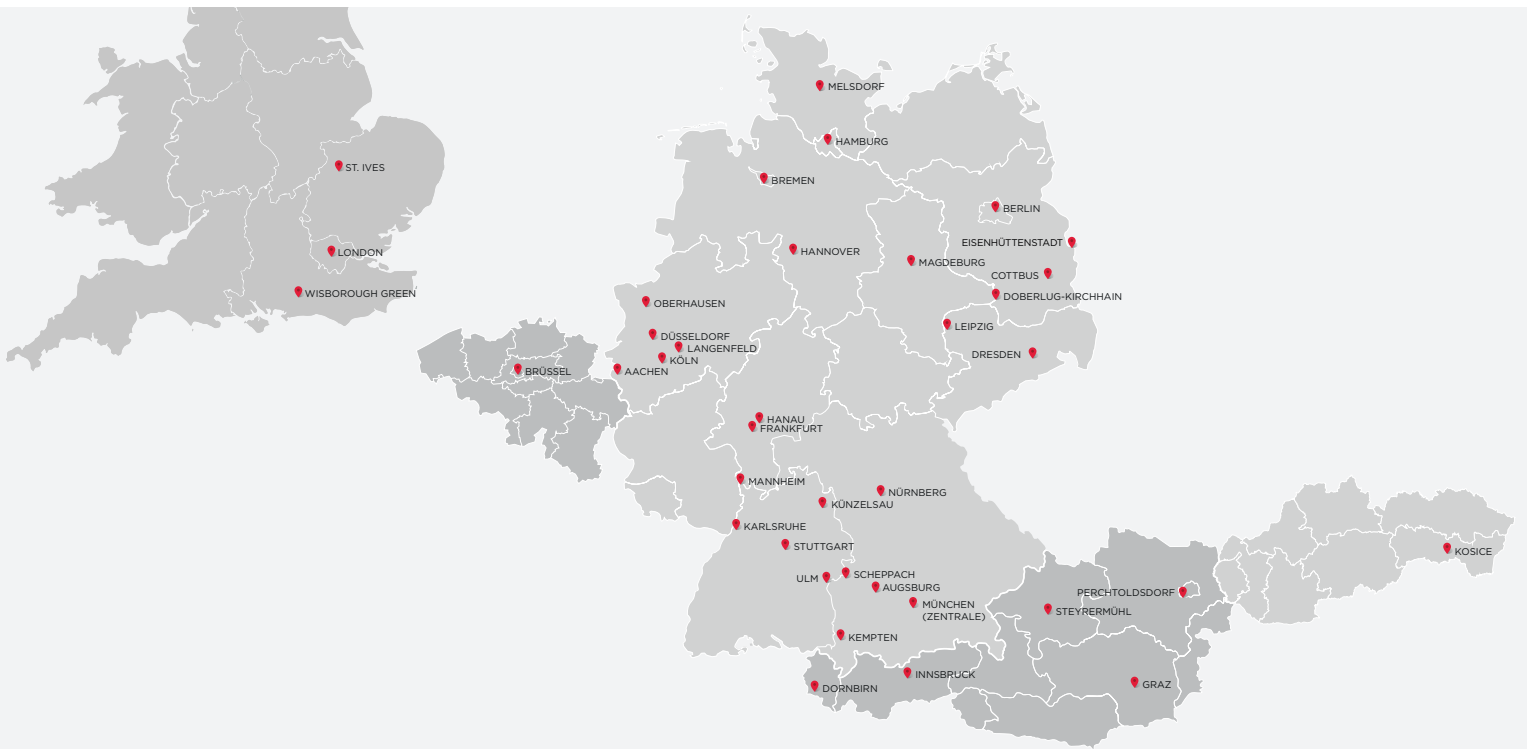 MELSDORF
HAMBURG
ST. IVES
BREMEN
BERLIN
EISENHÜTTENSTADT
HANNOVER
LONDON
MAGDEBURG
COTTBUS
WISBOROUGH GREEN
DOBERLUG-KIRCHHAIN
OBERHAUSEN
LEIPZIG
DÜSSELDORF
LANGENFELD
DRESDEN
KÖLN
BRÜSSEL
AACHEN
HANAU
FRANKFURT
MANNHEIM
NÜRNBERG
KÜNZELSAU
KARLSRUHE
STUTTGART
KOSICE
SCHEPPACH
ULM
AUGSBURG
PERCHTOLDSDORF
MÜNCHEN
(ZENTRALE)
STEYRERMÜHL
KEMPTEN
INNSBRUCK
GRAZ
DORNBIRN